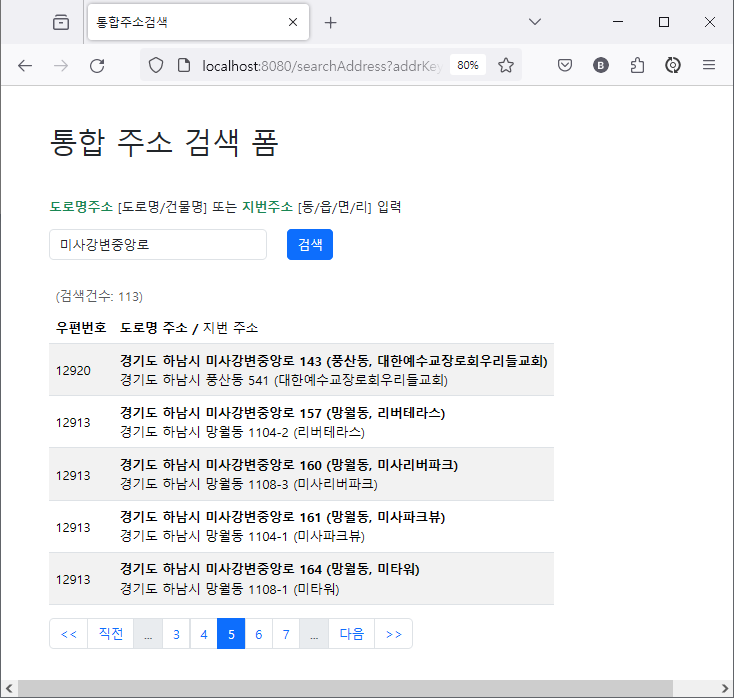 통합주소검색
localhost:8080/searchAddress?addrKey
80%
B
통합 주소 검색 폼
도로명주소 [도로명/건물명] 또는 지번주소 [동/읍/면/리] 입력
미사강변중앙로 검색
(검색건수: 113)
우편번호 도로명 주소 / 지번 주소
12920 경기도 하남시 미사강변중앙로 143 (풍산동, 대한예수교장로회우리들교회)
경기도 하남시 풍산동 541 (대한예수교장로회우리들교회)
12913 경기도 하남시 미사강변중앙로 157 (망월동, 리버테라스)
경기도 하남시 망월동 1104-2 (리버테라스)
12913 경기도 하남시 미사강변중앙로 160 (망월동, 미사리버파크)
경기도 하남시 망월동 1108-3 (미사리버파크)
12913 경기도 하남시 미사강변중앙로 161 (망월동, 미사파크뷰)
경기도 하남시 망월동 1104-1 (미사파크뷰)
12913 경기도 하남시 미사강변중앙로 164 (망월동, 미타워)
경기도 하남시 망월동 1108-1 (미타워)
<< 직전 ... 3 4 5 6 7 ... 다음 >>